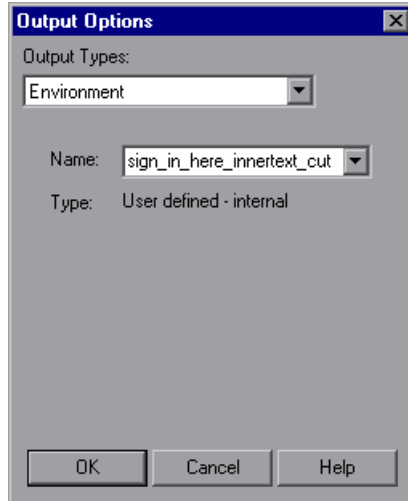 Output Options
Output Types:
Environment
Name: sign_in_here_innertext_cut
Type: User defined - internal
OK Cancel Help